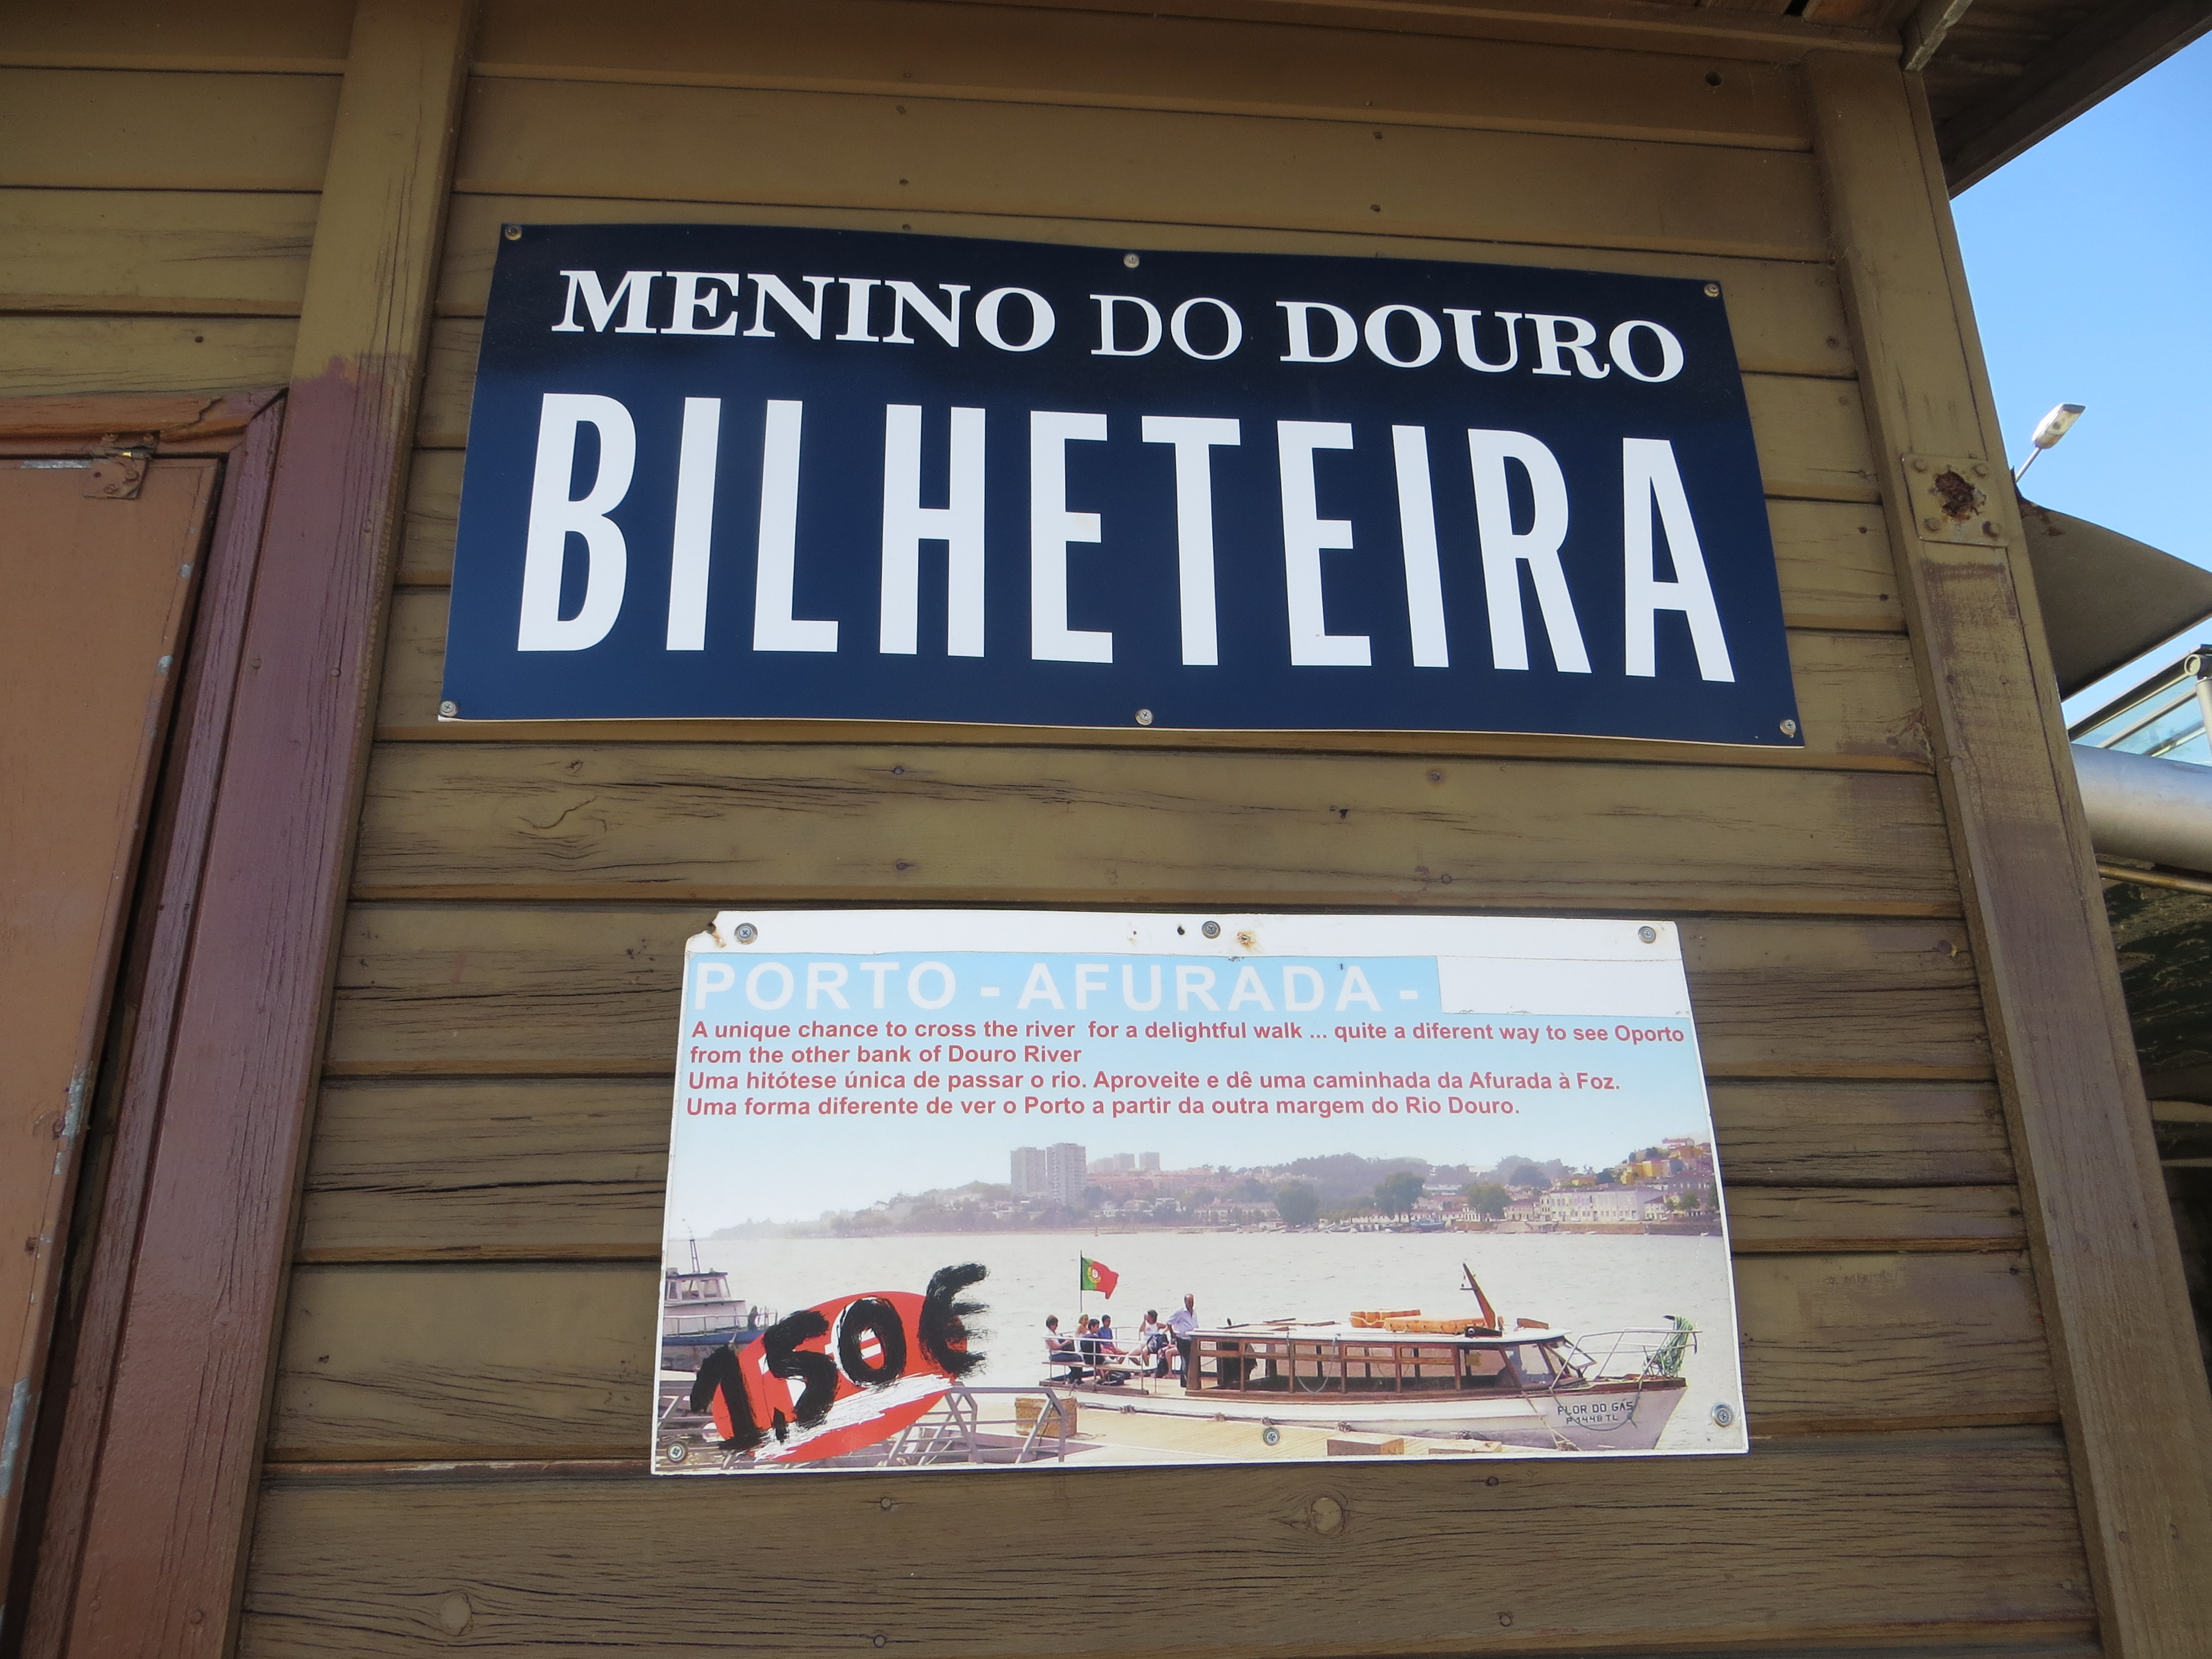 MENINO DO DOURO
BILHETEIRA
PORTO - AFURADA -
A unique chance to cross the river for a delightful walk ... quite a diferent way to see Oporto
from the other bank of Douro River
Uma hitótese única de passar o rio. Aproveite e dê uma caminhada da Afurada à Foz.
Uma forma diferente de ver o Porto a partir da outra margem do Rio Douro.
1,50€
FLOR DO GÁS
P 1448 TL